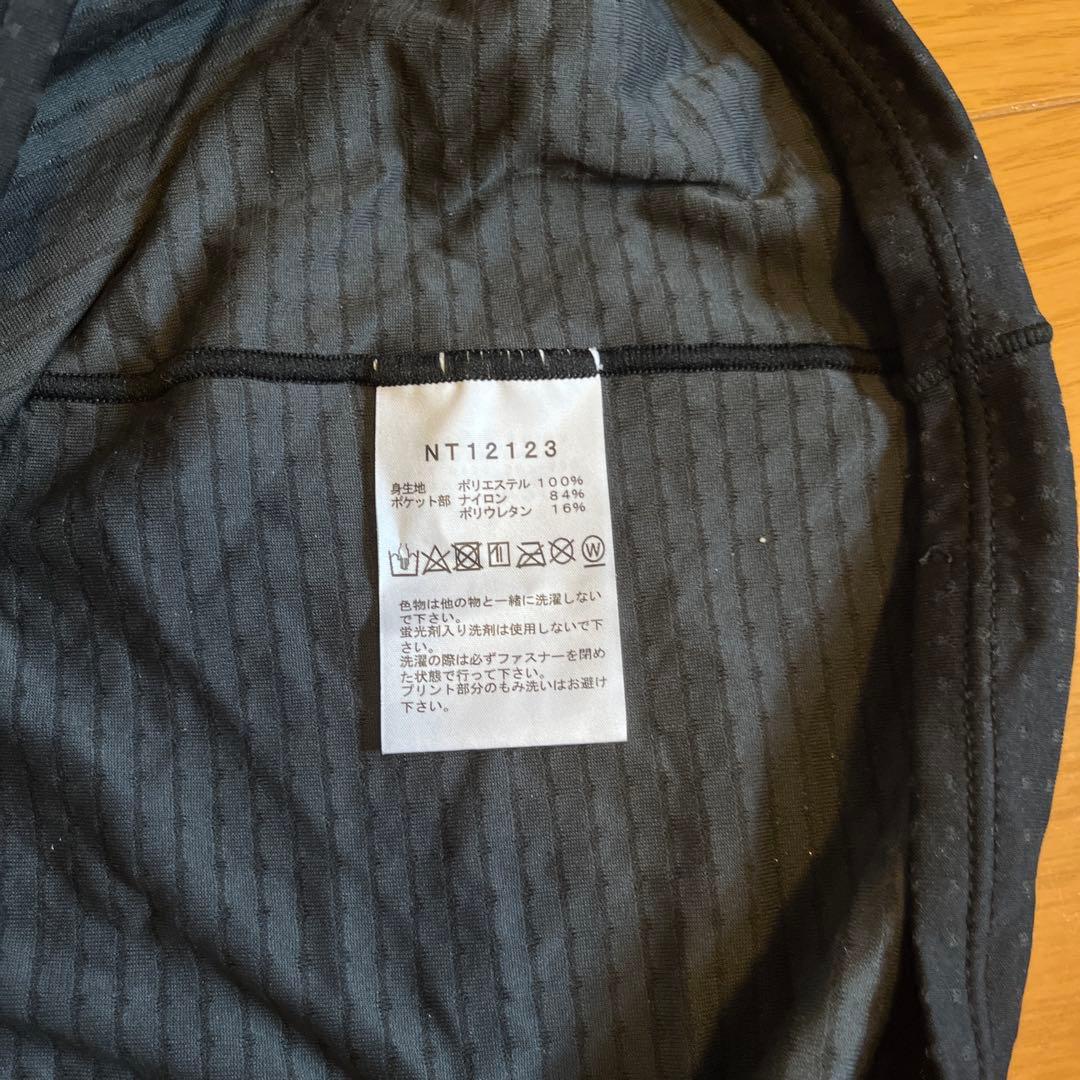 NT12123
身生地 ポリエステル 100%
ポケット部 ナイロン 84%
ポリウレタン 16%
W
色物は他の物と一緒に洗濯しない
で下さい。
蛍光剤入り洗剤は使用しないで下
さい。
洗濯の際は必ずファスナーを閉め
た状態で行って下さい。
プリント部分のもみ洗いはお避け
下さい。